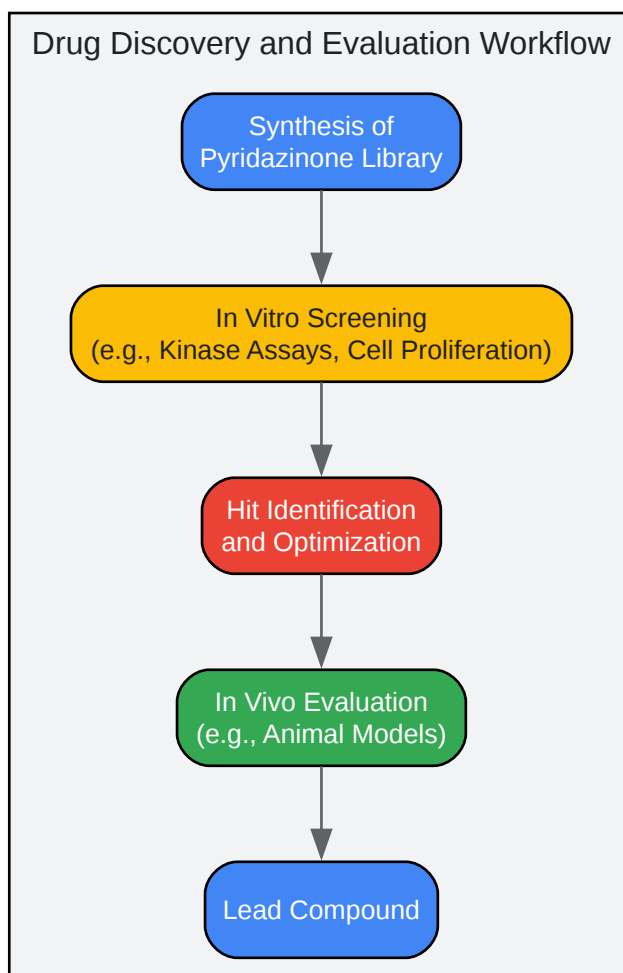 Drug Discovery and Evaluation Workflow
Synthesis of
Pyridazinone Library
In Vitro Screening
(e.g., Kinase Assays, Cell Proliferation)
Hit Identification
and Optimization
In Vivo Evaluation
(e.g., Animal Models)
Lead Compound